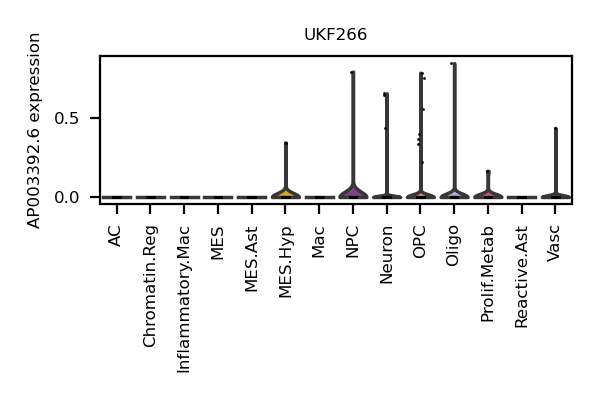 UKF266
AP003392.6 expression
0.5
0.0
AC
Chromatin.Reg
Inflammatory.Mac
MES
MES.Ast
MES.Hyp
Mac
NPC
Neuron
OPC
Oligo
Prolif.Metab
Reactive.Ast
Vasc